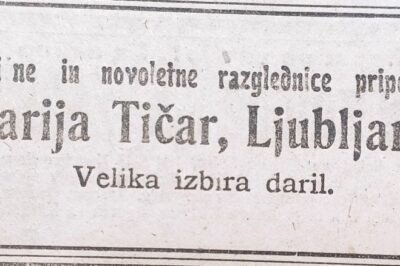 ne in novoletne razglednice pripo
arija Tičar, Ljubljan
Velika izbira daril.